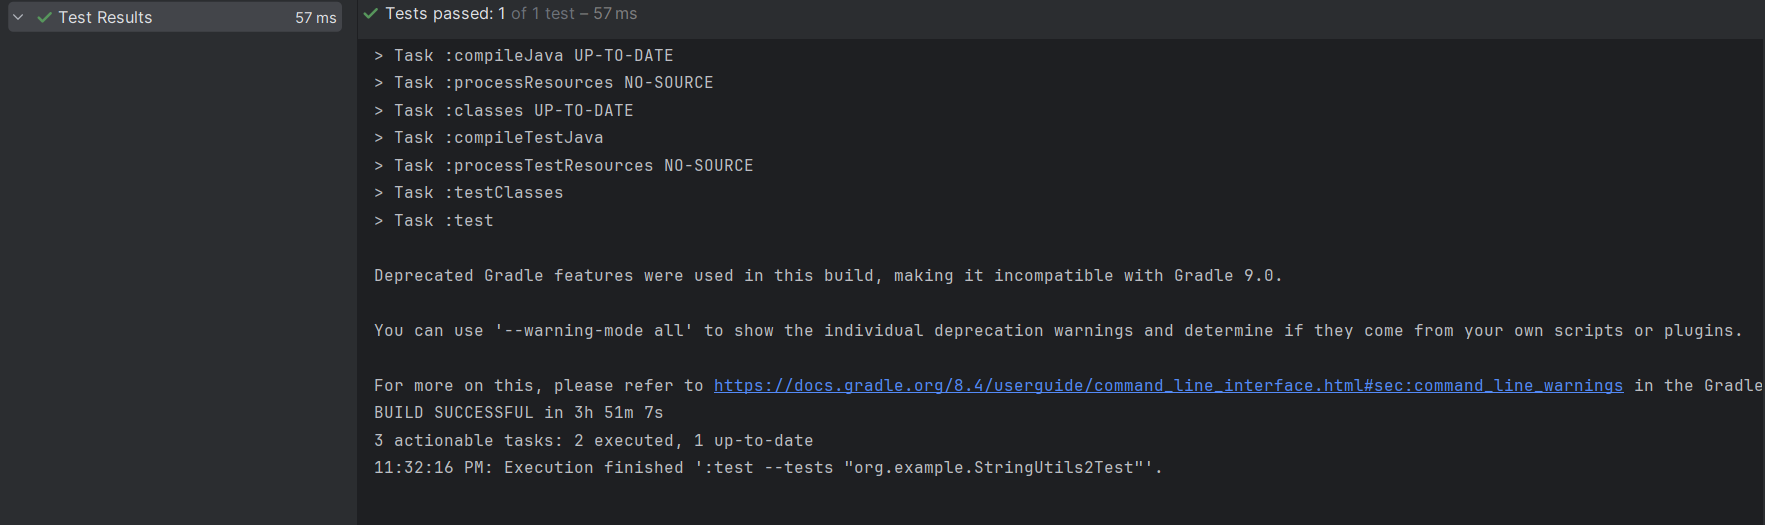 Test Results 57 ms
Tests passed: 1 of 1 test – 57 ms
> Task :compileJava UP-TO-DATE
> Task :processResources NO-SOURCE
> Task :classes UP-TO-DATE
> Task :compileTestJava
> Task :processTestResources NO-SOURCE
> Task :testClasses
> Task :test
Deprecated Gradle features were used in this build, making it incompatible with Gradle 9.0.
You can use '--warning-mode all' to show the individual deprecation warnings and determine if they come from your own scripts or plugins.
For more on this, please refer to https://docs.gradle.org/8.4/userguide/command_line_interface.html#sec:command_line_warnings in the Gradle
BUILD SUCCESSFUL in 3h 51m 7s
3 actionable tasks: 2 executed, 1 up-to-date
11:32:16 PM: Execution finished ':test --tests "org.example.StringUtils2Test"'.